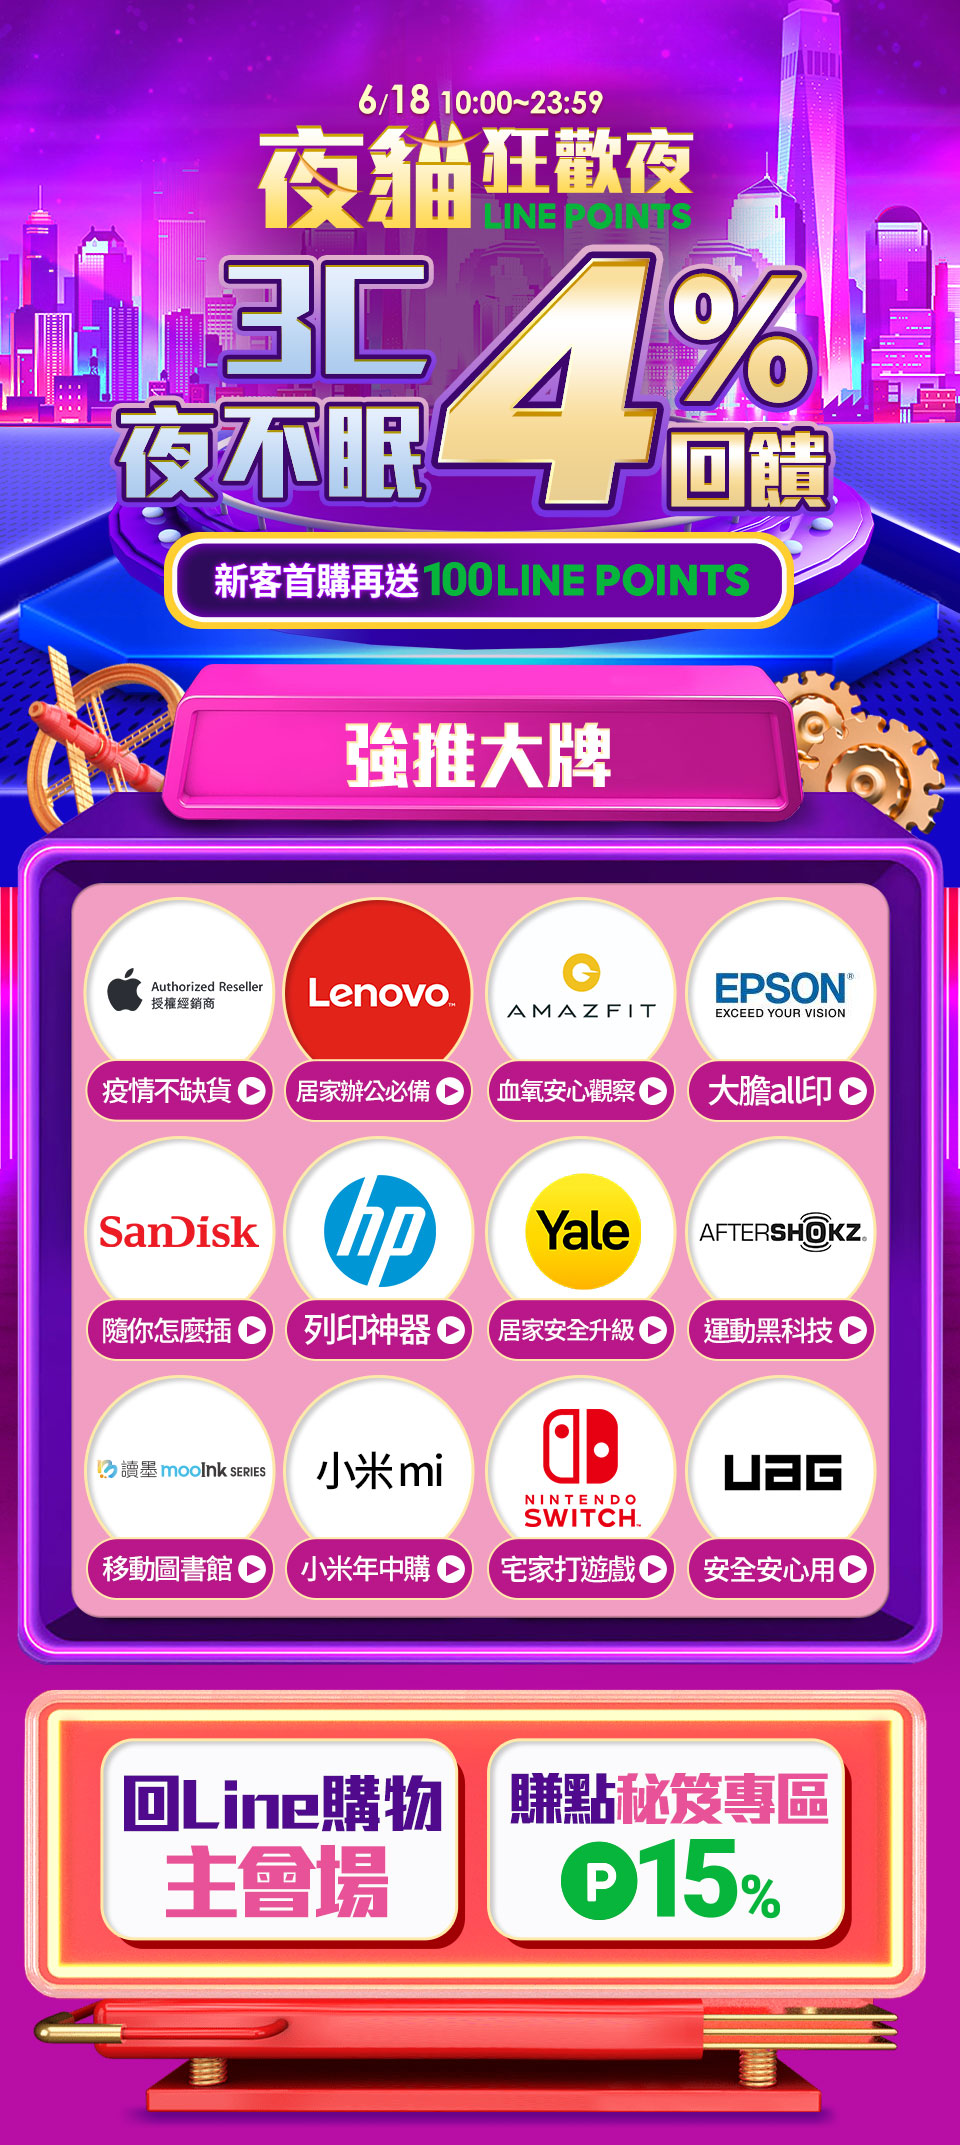 6/18 10:00~23:59
夜貓狂歡夜
LINE POINTS
3C
夜不眠
4%
回饋
新客首購再送100LINE POINTS
強推大牌
Authorized Reseller
授權經銷商
疫情不缺貨
Lenovo™
居家辦公必備
AMAZFIT
血氧安心觀察
EPSON®
EXCEED YOUR VISION
大膽all印
SanDisk
隨你怎麼插
hp
列印神器
Yale
居家安全升級
AFTERSHOKZ®
運動黑科技
讀墨 mooInk SERIES
移動圖書館
小米 mi
小米年中購
NINTENDO
SWITCH™
宅家打遊戲
UAG
安全安心用
回Line購物
主會場
賺點秘笈專區
P15%